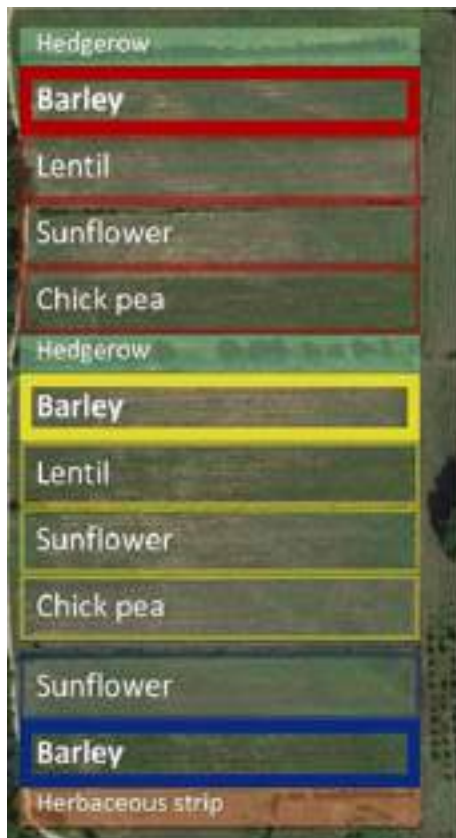 Hedgerow
Barley
Lentil
Sunflower
Chick pea
Hedgerow
Barley
Lentil
Sunflower
Chick pea
Sunflower
Barley
Herbaceous strip